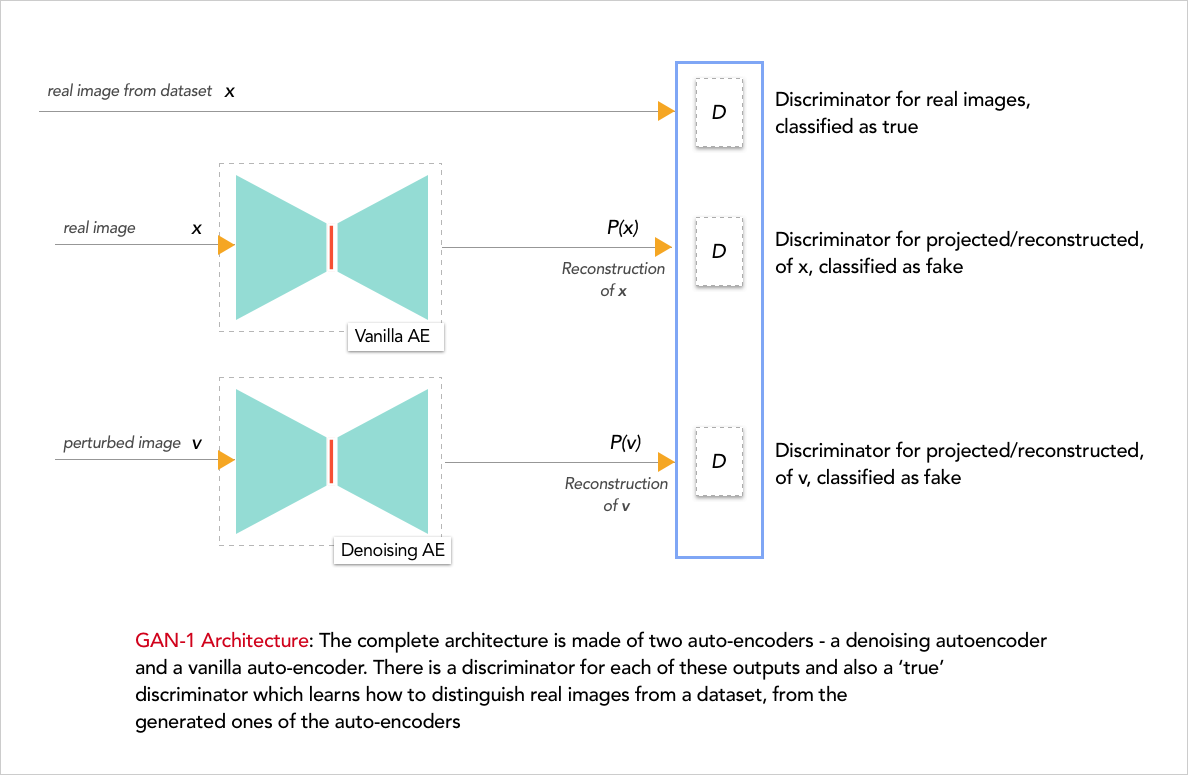 real image from dataset x
D
Discriminator for real images,
classified as true
real image x
P(x)
Reconstruction
of x
D
Discriminator for projected/reconstructed,
of x, classified as fake
Vanilla AE
perturbed image v
P(v)
Reconstruction
of v
D
Discriminator for projected/reconstructed,
of v, classified as fake
Denoising AE
GAN-1 Architecture: The complete architecture is made of two auto-encoders - a denoising autoencoder
and a vanilla auto-encoder. There is a discriminator for each of these outputs and also a ‘true’
discriminator which learns how to distinguish real images from a dataset, from the
generated ones of the auto-encoders